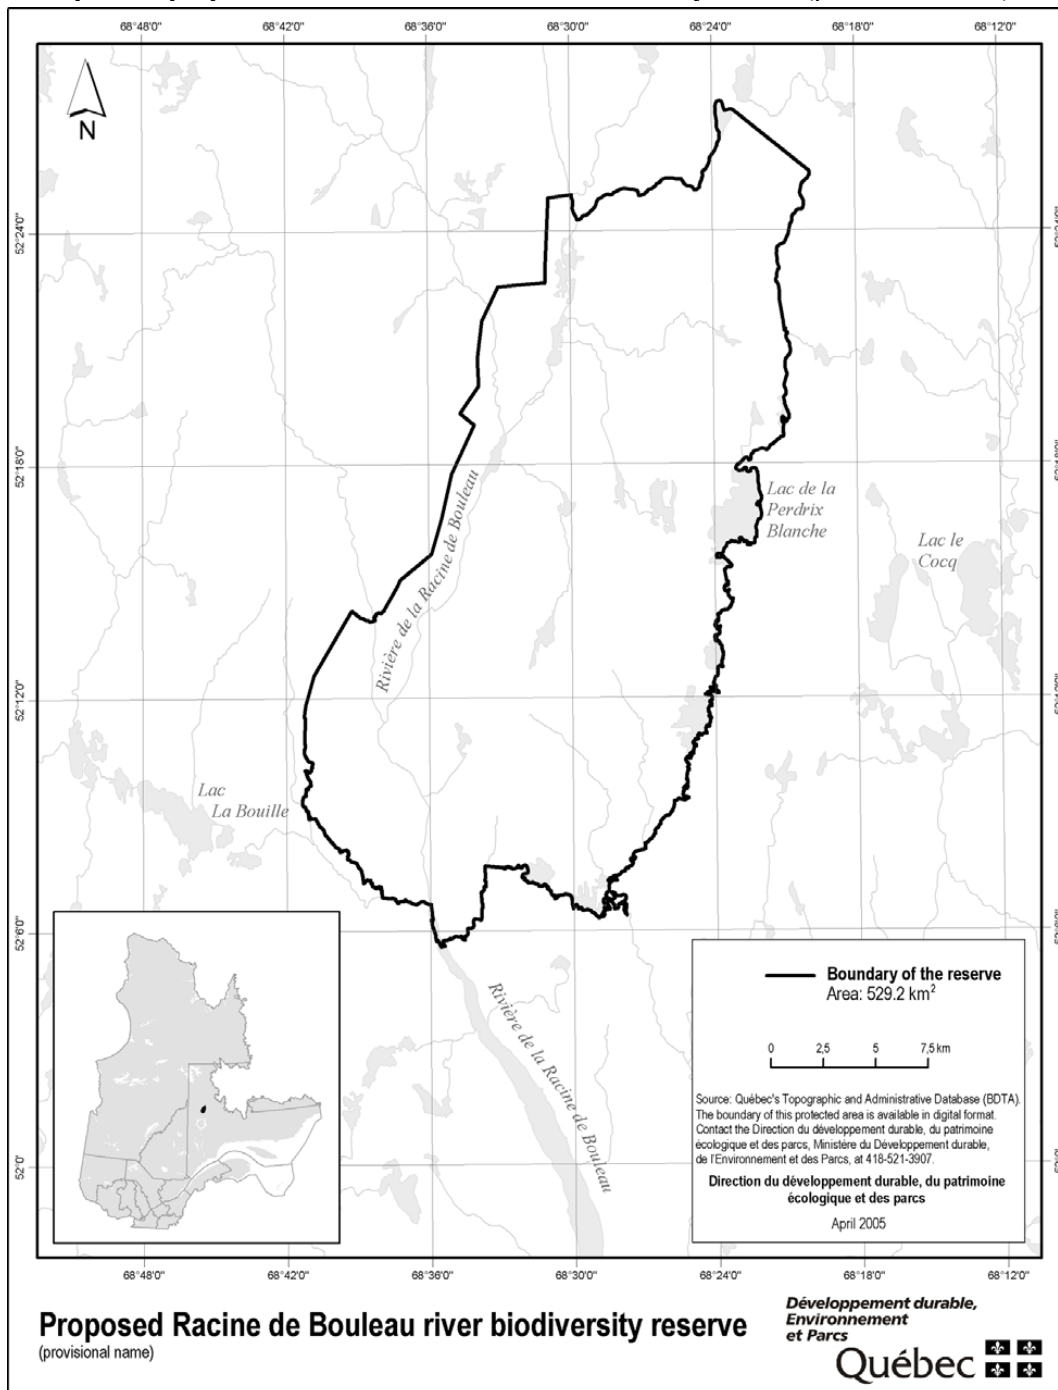 68°48'0"
68°42'0"
68°36'0"
68°30'0"
68°24'0"
68°18'0"
68°12'0"
N
52°24'0"
52°18'0"
52°12'0"
52°6'0"
52°0'
Rivière de la Racine de Bouleau
Lac de la
Perdrix
Blanche
Lac le
Cocq
Lac
La Bouille
Rivière de la Racine de Bouleau
Boundary of the reserve
Area: 529.2 km²
0 2,5 5 7,5 km
Source: Québec's Topographic and Administrative Database (BDTA).
The boundary of this protected area is available in digital format.
Contact the Direction du développement durable, du patrimoine
écologique et des parcs, Ministère du Développement durable,
de l'Environnement et des Parcs, at 418-521-3907.
Direction du développement durable, du patrimoine
écologique et des parcs
April 2005
68°48'0"
68°42'0"
68°36'0"
68°30'0"
68°24'0"
68°18'0"
68°12'0"
Proposed Racine de Bouleau river biodiversity reserve
(provisional name)
Développement durable,
Environnement
et Parcs
Québec